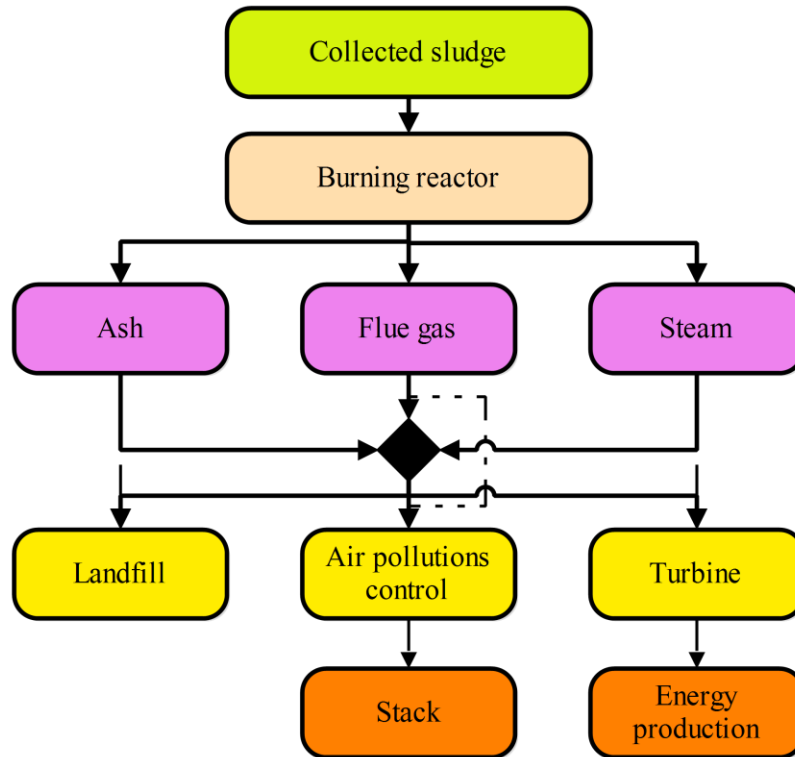 Collected sludge
Burning reactor
Ash
Flue gas
Steam
Landfill
Air pollutions
control
Turbine
Stack
Energy
production